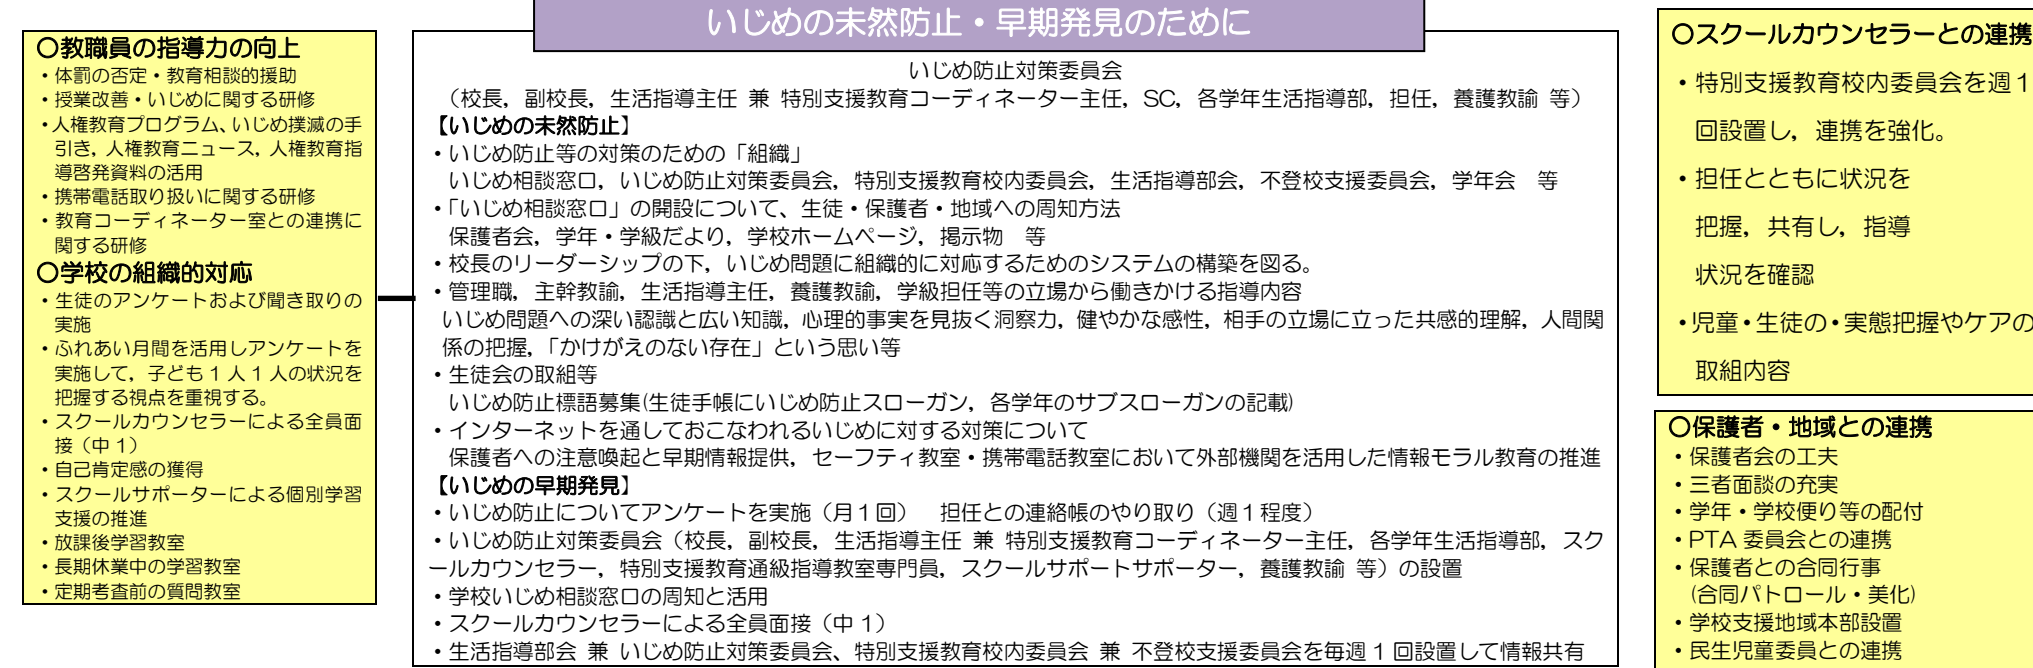 いじめの未然防止・早期発見のために
〇教職員の指導力の向上
・体罰の否定・教育相談的援助
・授業改善・いじめに関する研修
・人権教育プログラム、いじめ撲滅の手
引き，人権教育ニュース，人権教育指
導啓発資料の活用
・携帯電話取り扱いに関する研修
・教育コーディネーター室との連携に
関する研修
〇学校の組織的対応
・生徒のアンケートおよび聞き取りの
実施
・ふれあい月間を活用しアンケートを
実施して，子ども１人１人の状況を
把握する視点を重視する。
・スクールカウンセラーによる全員面
接（中１）
・自己肯定感の獲得
・スクールサポーターによる個別学習
支援の推進
・放課後学習教室
・長期休業中の学習教室
・定期考査前の質問教室
いじめ防止対策委員会
（校長，副校長，生活指導主任 兼 特別支援教育コーディネーター主任，SC，各学年生活指導部，担任，養護教諭 等）
【いじめの未然防止】
・いじめ防止等の対策のための「組織」
いじめ相談窓口，いじめ防止対策委員会，特別支援教育校内委員会，生活指導部会，不登校支援委員会，学年会　等
・「いじめ相談窓口」の開設について、生徒・保護者・地域への周知方法
保護者会，学年・学級だより，学校ホームページ，掲示物　等
・校長のリーダーシップの下，いじめ問題に組織的に対応するためのシステムの構築を図る。
・管理職，主幹教諭，生活指導主任，養護教諭，学級担任等の立場から働きかける指導内容
いじめ問題への深い認識と広い知識，心理的事実を見抜く洞察力，健やかな感性，相手の立場に立った共感的理解，人間関
係の把握，「かけがえのない存在」という思い等
・生徒会の取組等
いじめ防止標語募集(生徒手帳にいじめ防止スローガン，各学年のサブスローガンの記載)
・インターネットを通しておこなわれるいじめに対する対策について
保護者への注意喚起と早期情報提供，セーフティ教室・携帯電話教室において外部機関を活用した情報モラル教育の推進
【いじめの早期発見】
・いじめ防止についてアンケートを実施（月１回）　担任との連絡帳のやり取り（週１程度）
・いじめ防止対策委員会（校長，副校長，生活指導主任 兼 特別支援教育コーディネーター主任，各学年生活指導部，スク
ールカウンセラー，特別支援教育通級指導教室専門員，スクールサポートサポーター，養護教諭 等）の設置
・学校いじめ相談窓口の周知と活用
・スクールカウンセラーによる全員面接（中１）
・生活指導部会 兼 いじめ防止対策委員会、特別支援教育校内委員会 兼 不登校支援委員会を毎週１回設置して情報共有
〇スクールカウンセラーとの連携
・特別支援教育校内委員会を週１
回設置し，連携を強化。
・担任とともに状況を
把握，共有し，指導
状況を確認
・児童・生徒の・実態把握やケアの
取組内容
〇保護者・地域との連携
・保護者会の工夫
・三者面談の充実
・学年・学校便り等の配付
・PTA 委員会との連携
・保護者との合同行事
(合同パトロール・美化)
・学校支援地域本部設置
・民生児童委員との連携